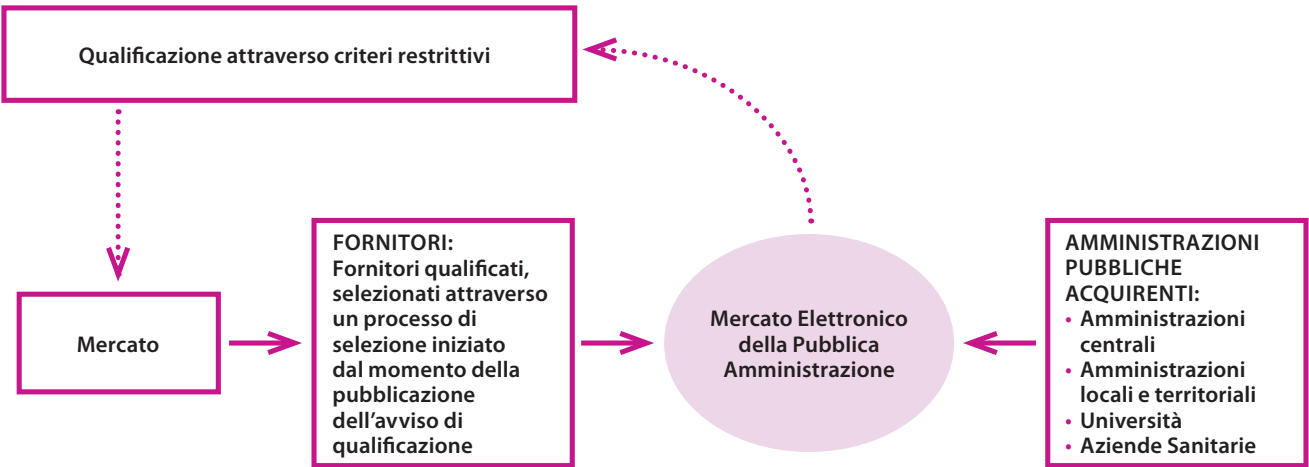 Qualificazione attraverso criteri restrittivi
Mercato
FORNITORI:
Fornitori qualificati,
selezionati attraverso
un processo di
selezione iniziato
dal momento della
pubblicazione
dell’avviso di
qualificazione
Mercato Elettronico
della Pubblica
Amministrazione
AMMINISTRAZIONI
PUBBLICHE
ACQUIRENTI:
• Amministrazioni
centrali
• Amministrazioni
locali e territoriali
• Università
• Aziende Sanitarie